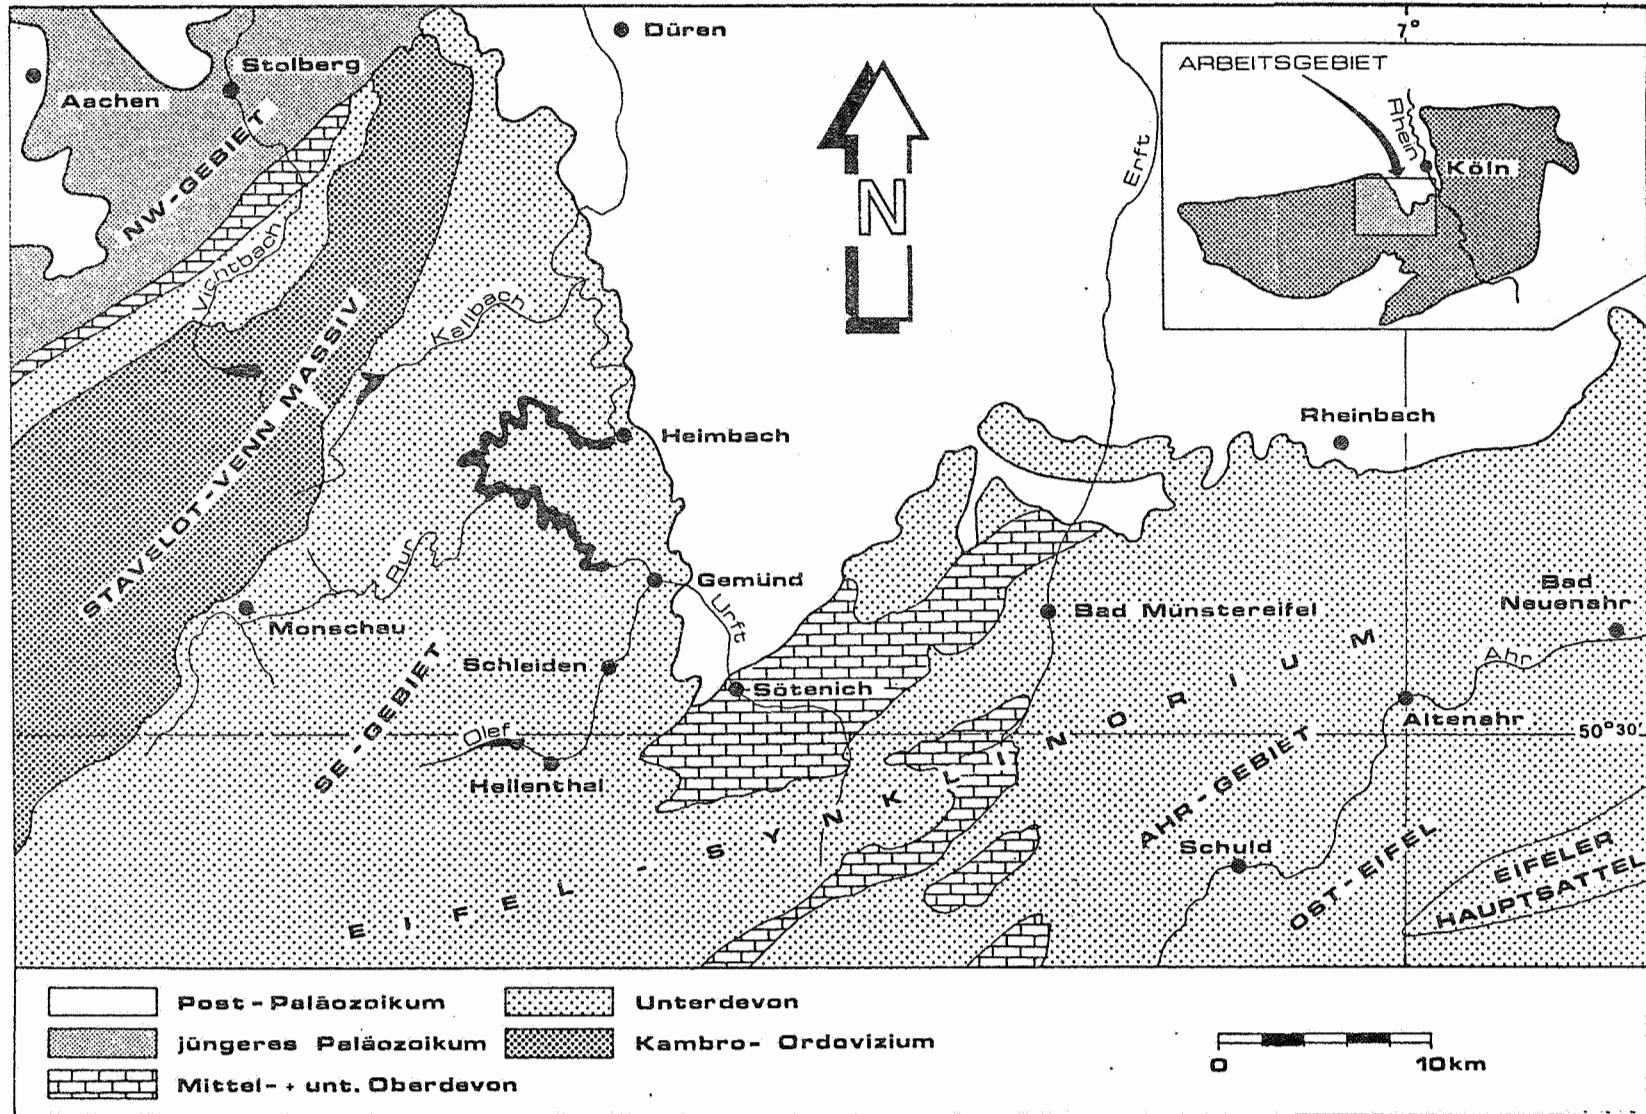 Düren
Stolberg
Aachen
NW-GEBIET
Vichtbach
Kallbach
STAVELOT-VENN MASSIV
N
Erft
7°
ARBEITSGEBIET
Rhein
Köln
Rheinbach
Heimbach
Rur
Monschau
Gemünd
Urft
Schleiden
Sötenich
Olef
Hellenthal
SE-GEBIET
Bad Münstereifel
Bad
Neuenahr
Ahr
Altenahr
50°30
EIFEL-SYNKLINORIUM
AHR-GEBIET
Schuld
OST-EIFEL
EIFELER
HAUPTSATTEL
Post-Paläozoikum
Unterdevon
jüngeres Paläozoikum
Kambro- Ordovizium
Mittel- + unt. Oberdevon
0 10km